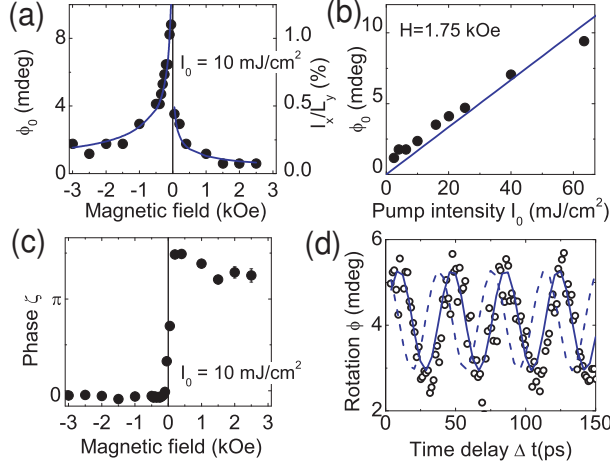 (a)
8
4
0
ϕ₀ (mdeg)
I₀ = 10 mJ/cm²
1.0
0.5
0.0
lₓ/L_y (%)
-3 -2 -1 0 1 2 3
Magnetic field (kOe)
(b)
H=1.75 kOe
10
5
0
ϕ₀ (mdeg)
0 20 40 60
Pump intensity I₀ (mJ/cm²)
(c)
π
0
Phase ζ
I₀ = 10 mJ/cm²
-3 -2 -1 0 1 2 3
Magnetic field (kOe)
(d)
6
4
2
Rotation ϕ (mdeg)
0 50 100 150
Time delay Δ t(ps)